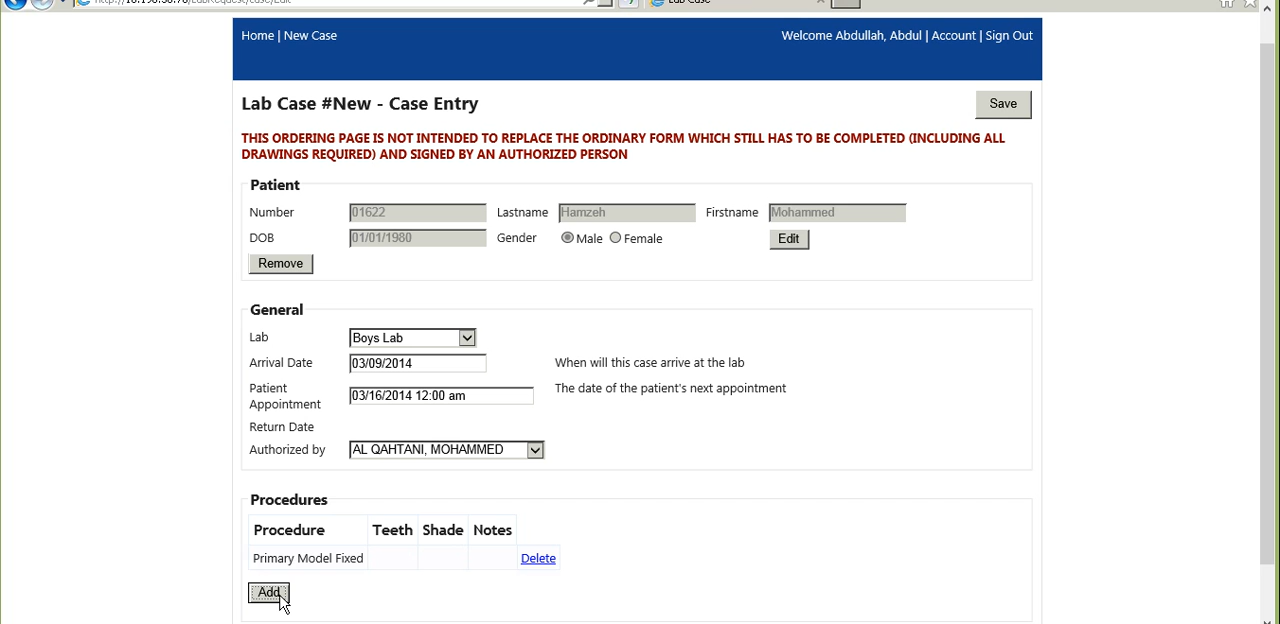 Lab Case
Home | New Case
Welcome Abdullah, Abdul | Account | Sign Out
Lab Case #New - Case Entry
Save
THIS ORDERING PAGE IS NOT INTENDED TO REPLACE THE ORDINARY FORM WHICH STILL HAS TO BE COMPLETED (INCLUDING ALL
DRAWINGS REQUIRED) AND SIGNED BY AN AUTHORIZED PERSON
Patient
Number 01622 Lastname Hamzeh Firstname Mohammed
DOB 01/01/1980 Gender Male Female Edit
Remove
General
Lab Boys Lab
Arrival Date 03/09/2014 When will this case arrive at the lab
Patient
Appointment 03/16/2014 12:00 am The date of the patient's next appointment
Return Date
Authorized by AL QAHTANI, MOHAMMED
Procedures
Procedure Teeth Shade Notes
Primary Model Fixed Delete
Add